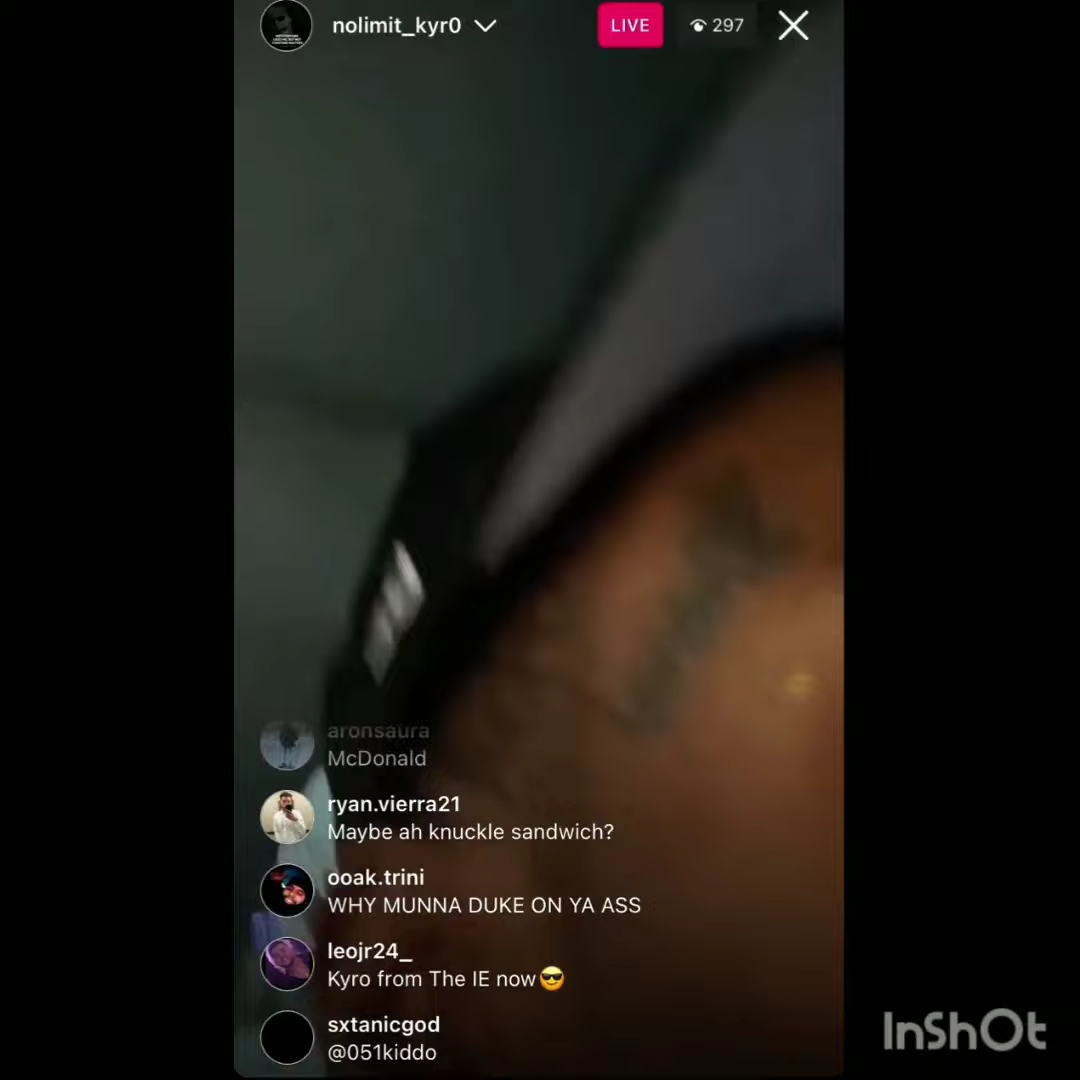 nolimit_kyr0
LIVE
297
aronsaura
McDonald
ryan.vierra21
Maybe ah knuckle sandwich?
ooak.trini
WHY MUNNA DUKE ON YA ASS
leojr24_
Kyro from The IE now😎
sxtanicgod
@051kiddo
InShOt